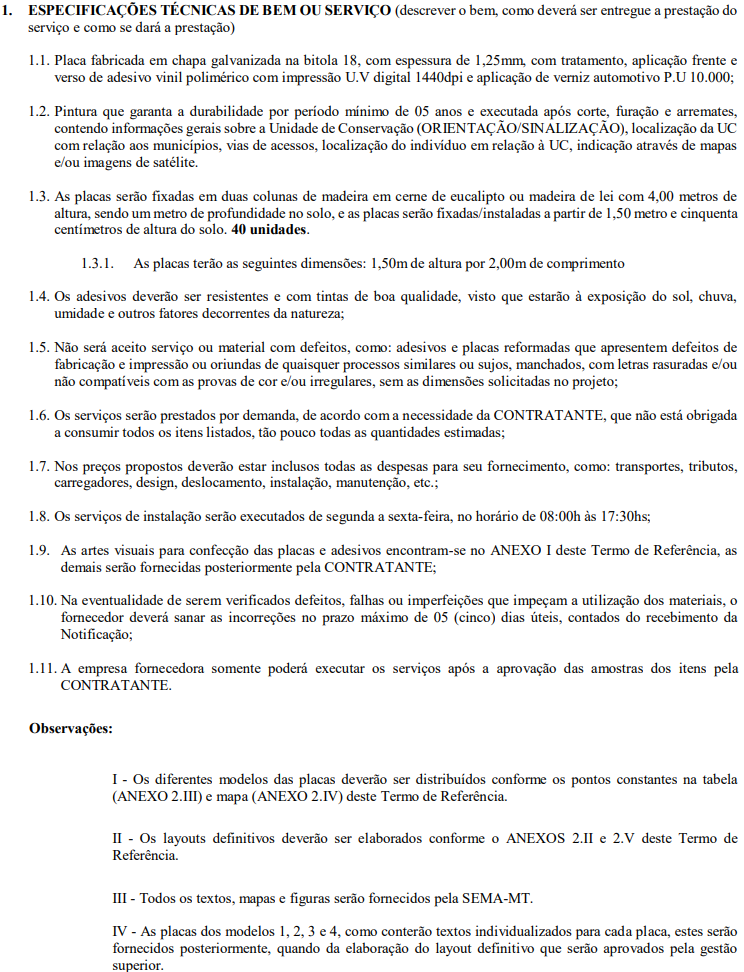 1. ESPECIFICAÇÕES TÉCNICAS DE BEM OU SERVIÇO (descrever o bem, como deverá ser entregue a prestação do
serviço e como se dará a prestação)
1.1. Placa fabricada em chapa galvanizada na bitola 18, com espessura de 1,25mm, com tratamento, aplicação frente e
verso de adesivo vinil polimérico com impressão U.V digital 1440dpi e aplicação de verniz automotivo P.U 10.000;
1.2. Pintura que garanta a durabilidade por período mínimo de 05 anos e executada após corte, furação e arremates,
contendo informações gerais sobre a Unidade de Conservação (ORIENTAÇÃO/SINALIZAÇÃO), localização da UC
com relação aos municípios, vias de acessos, localização do indivíduo em relação à UC, indicação através de mapas
e/ou imagens de satélite.
1.3. As placas serão fixadas em duas colunas de madeira em cerne de eucalipto ou madeira de lei com 4,00 metros de
altura, sendo um metro de profundidade no solo, e as placas serão fixadas/instaladas a partir de 1,50 metro e cinquenta
centímetros de altura do solo. 40 unidades.
1.3.1. As placas terão as seguintes dimensões: 1,50m de altura por 2,00m de comprimento
1.4. Os adesivos deverão ser resistentes e com tintas de boa qualidade, visto que estarão à exposição do sol, chuva,
umidade e outros fatores decorrentes da natureza;
1.5. Não será aceito serviço ou material com defeitos, como: adesivos e placas reformadas que apresentem defeitos de
fabricação e impressão ou oriundas de quaisquer processos similares ou sujos, manchados, com letras rasuradas e/ou
não compatíveis com as provas de cor e/ou irregulares, sem as dimensões solicitadas no projeto;
1.6. Os serviços serão prestados por demanda, de acordo com a necessidade da CONTRATANTE, que não está obrigada
a consumir todos os itens listados, tão pouco todas as quantidades estimadas;
1.7. Nos preços propostos deverão estar inclusos todas as despesas para seu fornecimento, como: transportes, tributos,
carregadores, design, deslocamento, instalação, manutenção, etc.;
1.8. Os serviços de instalação serão executados de segunda a sexta-feira, no horário de 08:00h às 17:30hs;
1.9. As artes visuais para confecção das placas e adesivos encontram-se no ANEXO I deste Termo de Referência, as
demais serão fornecidas posteriormente pela CONTRATANTE;
1.10. Na eventualidade de serem verificados defeitos, falhas ou imperfeições que impeçam a utilização dos materiais, o
fornecedor deverá sanar as incorreções no prazo máximo de 05 (cinco) dias úteis, contados do recebimento da
Notificação;
1.11. A empresa fornecedora somente poderá executar os serviços após a aprovação das amostras dos itens pela
CONTRATANTE.
Observações:
I - Os diferentes modelos das placas deverão ser distribuídos conforme os pontos constantes na tabela
(ANEXO 2.III) e mapa (ANEXO 2.IV) deste Termo de Referência.
II - Os layouts definitivos deverão ser elaborados conforme o ANEXOS 2.II e 2.V deste Termo de
Referência.
III - Todos os textos, mapas e figuras serão fornecidos pela SEMA-MT.
IV - As placas dos modelos 1, 2, 3 e 4, como conterão textos individualizados para cada placa, estes serão
fornecidos posteriormente, quando da elaboração do layout definitivo que serão aprovados pela gestão
superior.